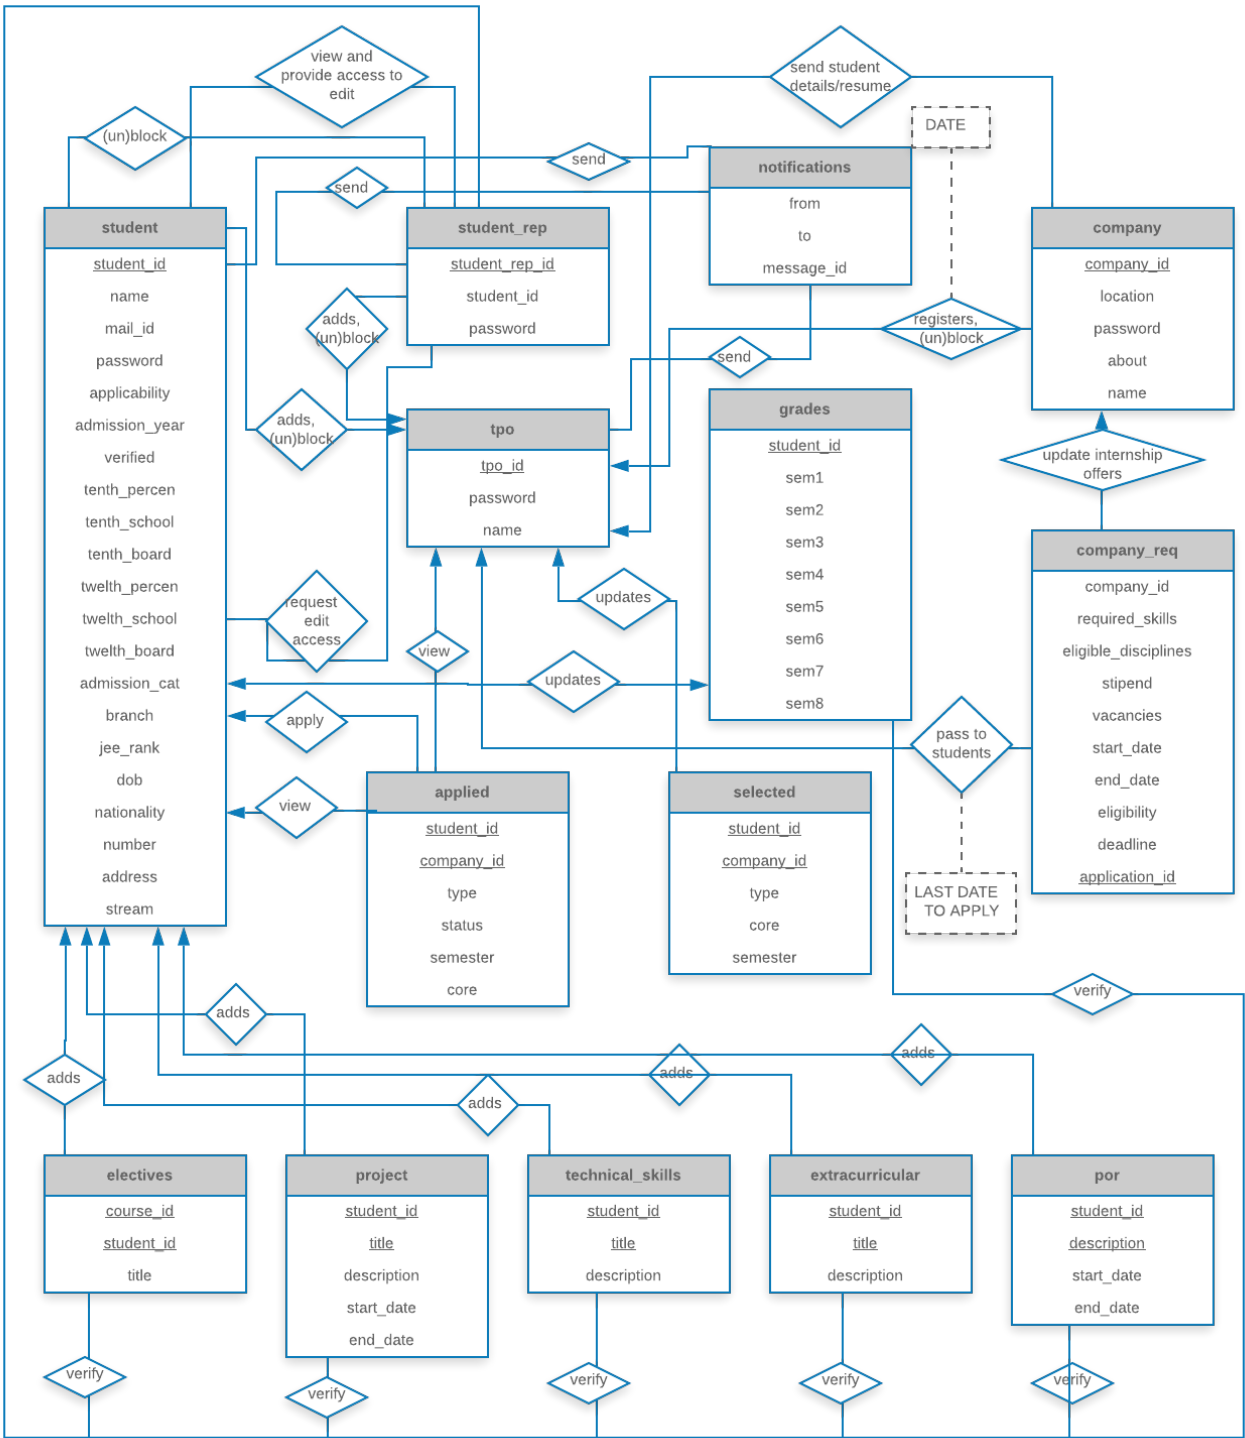 view and
provide access to
edit
send student
details/resume
(un)block
DATE
send
notifications
from
to
message_id
send
student
student_id
name
mail_id
password
applicability
admission_year
verified
tenth_percen
tenth_school
tenth_board
twelth_percen
twelth_school
twelth_board
admission_cat
branch
jee_rank
dob
nationality
number
address
stream
student_rep
student_rep_id
student_id
password
company
company_id
location
password
about
name
adds,
(un)block
registers,
(un)block
send
adds,
(un)block
tpo
tpo_id
password
name
grades
student_id
sem1
sem2
sem3
sem4
sem5
sem6
sem7
sem8
update internship
offers
company_req
company_id
required_skills
eligible_disciplines
stipend
vacancies
start_date
end_date
eligibility
deadline
application_id
request
edit
access
updates
view
updates
apply
pass to
students
view
applied
student_id
company_id
type
status
semester
core
selected
student_id
company_id
type
core
semester
LAST DATE
TO APPLY
verify
adds
adds
adds
adds
adds
electives
course_id
student_id
title
project
student_id
title
description
start_date
end_date
technical_skills
student_id
title
description
extracurricular
student_id
title
description
por
student_id
description
start_date
end_date
verify
verify
verify
verify
verify